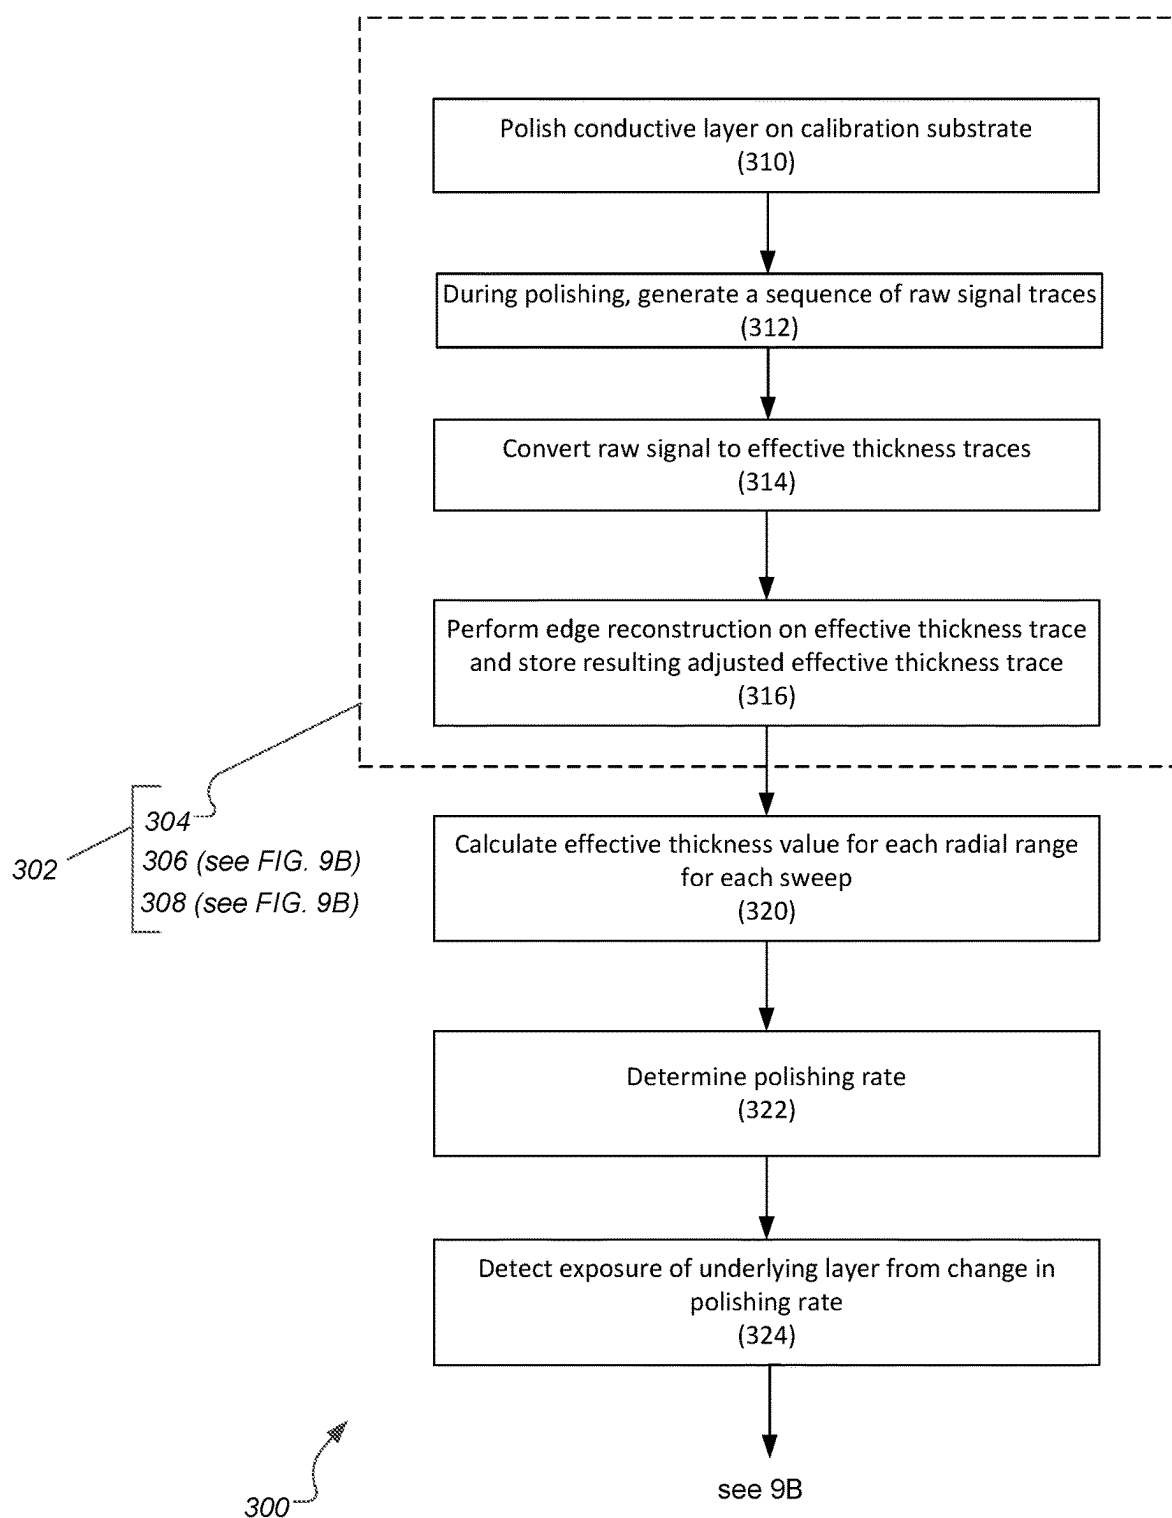 Polish conductive layer on calibration substrate
(310)
During polishing, generate a sequence of raw signal traces
(312)
Convert raw signal to effective thickness traces
(314)
Perform edge reconstruction on effective thickness trace
and store resulting adjusted effective thickness trace
(316)
302
304
306 (see FIG. 9B)
308 (see FIG. 9B)
Calculate effective thickness value for each radial range
for each sweep
(320)
Determine polishing rate
(322)
Detect exposure of underlying layer from change in
polishing rate
(324)
see 9B
300